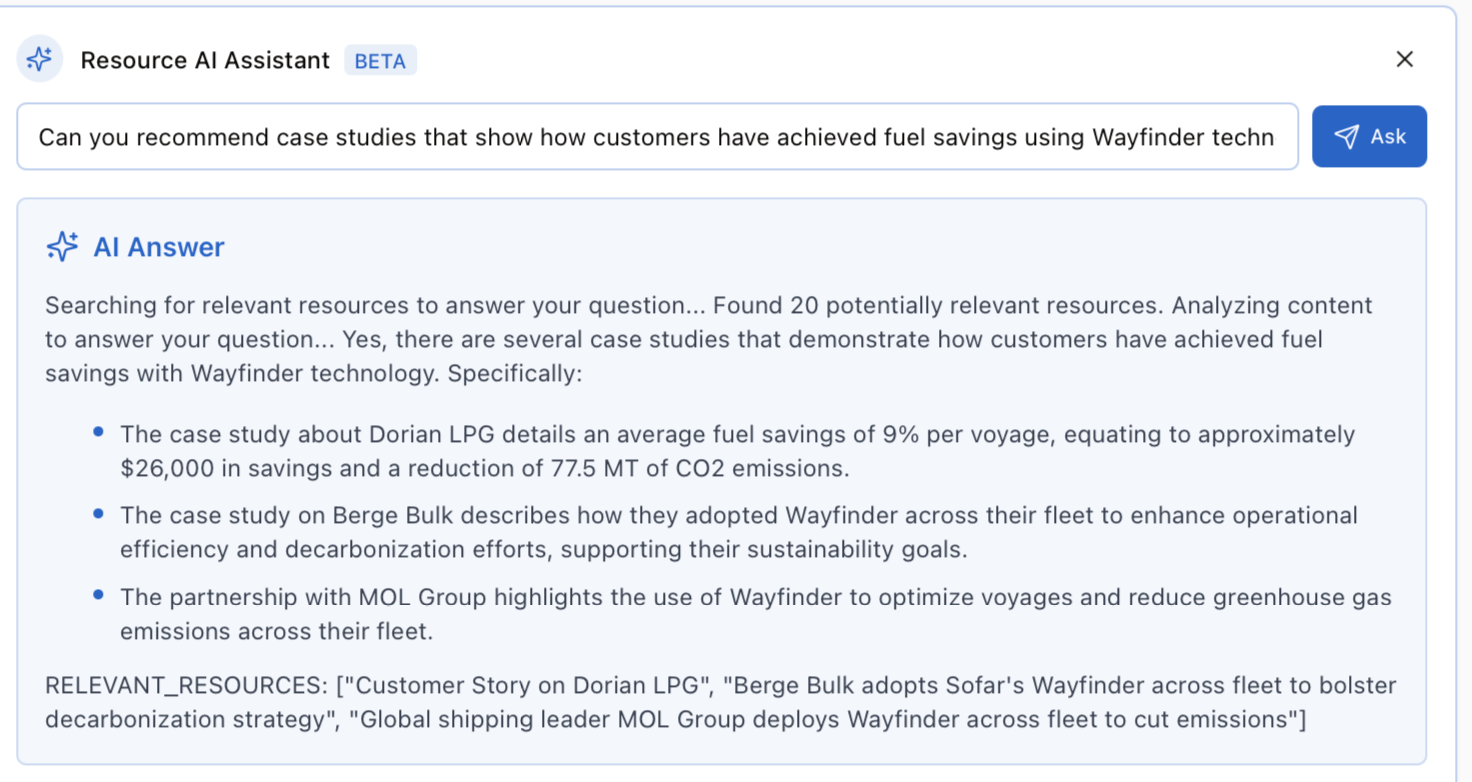 Resource AI Assistant BETA
Can you recommend case studies that show how customers have achieved fuel savings using Wayfinder techn
Ask
AI Answer
Searching for relevant resources to answer your question... Found 20 potentially relevant resources. Analyzing content
to answer your question... Yes, there are several case studies that demonstrate how customers have achieved fuel
savings with Wayfinder technology. Specifically:
The case study about Dorian LPG details an average fuel savings of 9% per voyage, equating to approximately
$26,000 in savings and a reduction of 77.5 MT of CO2 emissions.
The case study on Berge Bulk describes how they adopted Wayfinder across their fleet to enhance operational
efficiency and decarbonization efforts, supporting their sustainability goals.
The partnership with MOL Group highlights the use of Wayfinder to optimize voyages and reduce greenhouse gas
emissions across their fleet.
RELEVANT_RESOURCES: ["Customer Story on Dorian LPG", "Berge Bulk adopts Sofar's Wayfinder across fleet to bolster
decarbonization strategy", "Global shipping leader MOL Group deploys Wayfinder across fleet to cut emissions"]